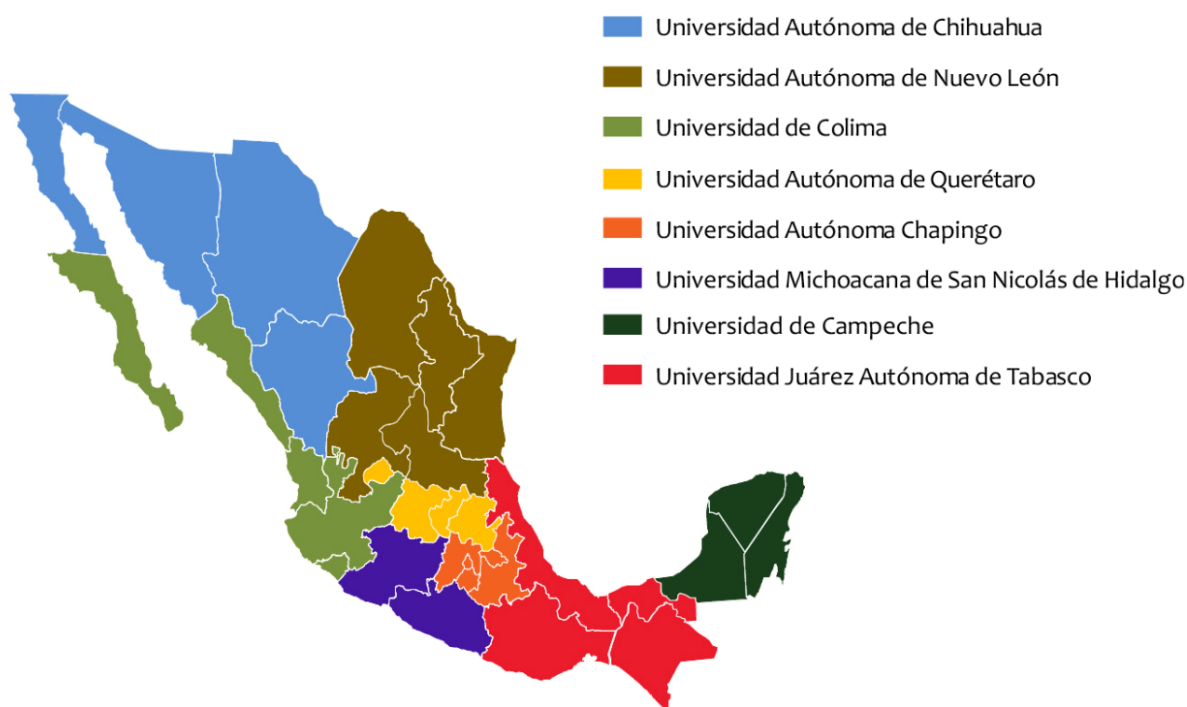 Universidad Autónoma de Chihuahua
Universidad Autónoma de Nuevo León
Universidad de Colima
Universidad Autónoma de Querétaro
Universidad Autónoma Chapingo
Universidad Michoacana de San Nicolás de Hidalgo
Universidad de Campeche
Universidad Juárez Autónoma de Tabasco